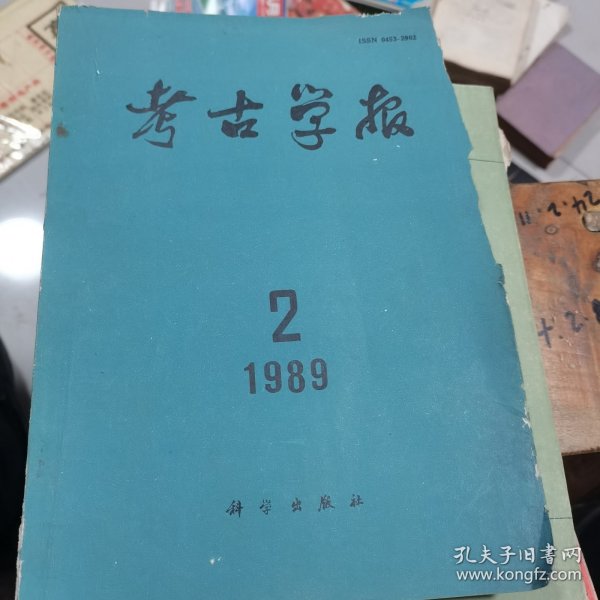 ISSN 0453-2902
考古学报
2
1989
科学出版社
孔夫子旧书网
www.kongfz.com